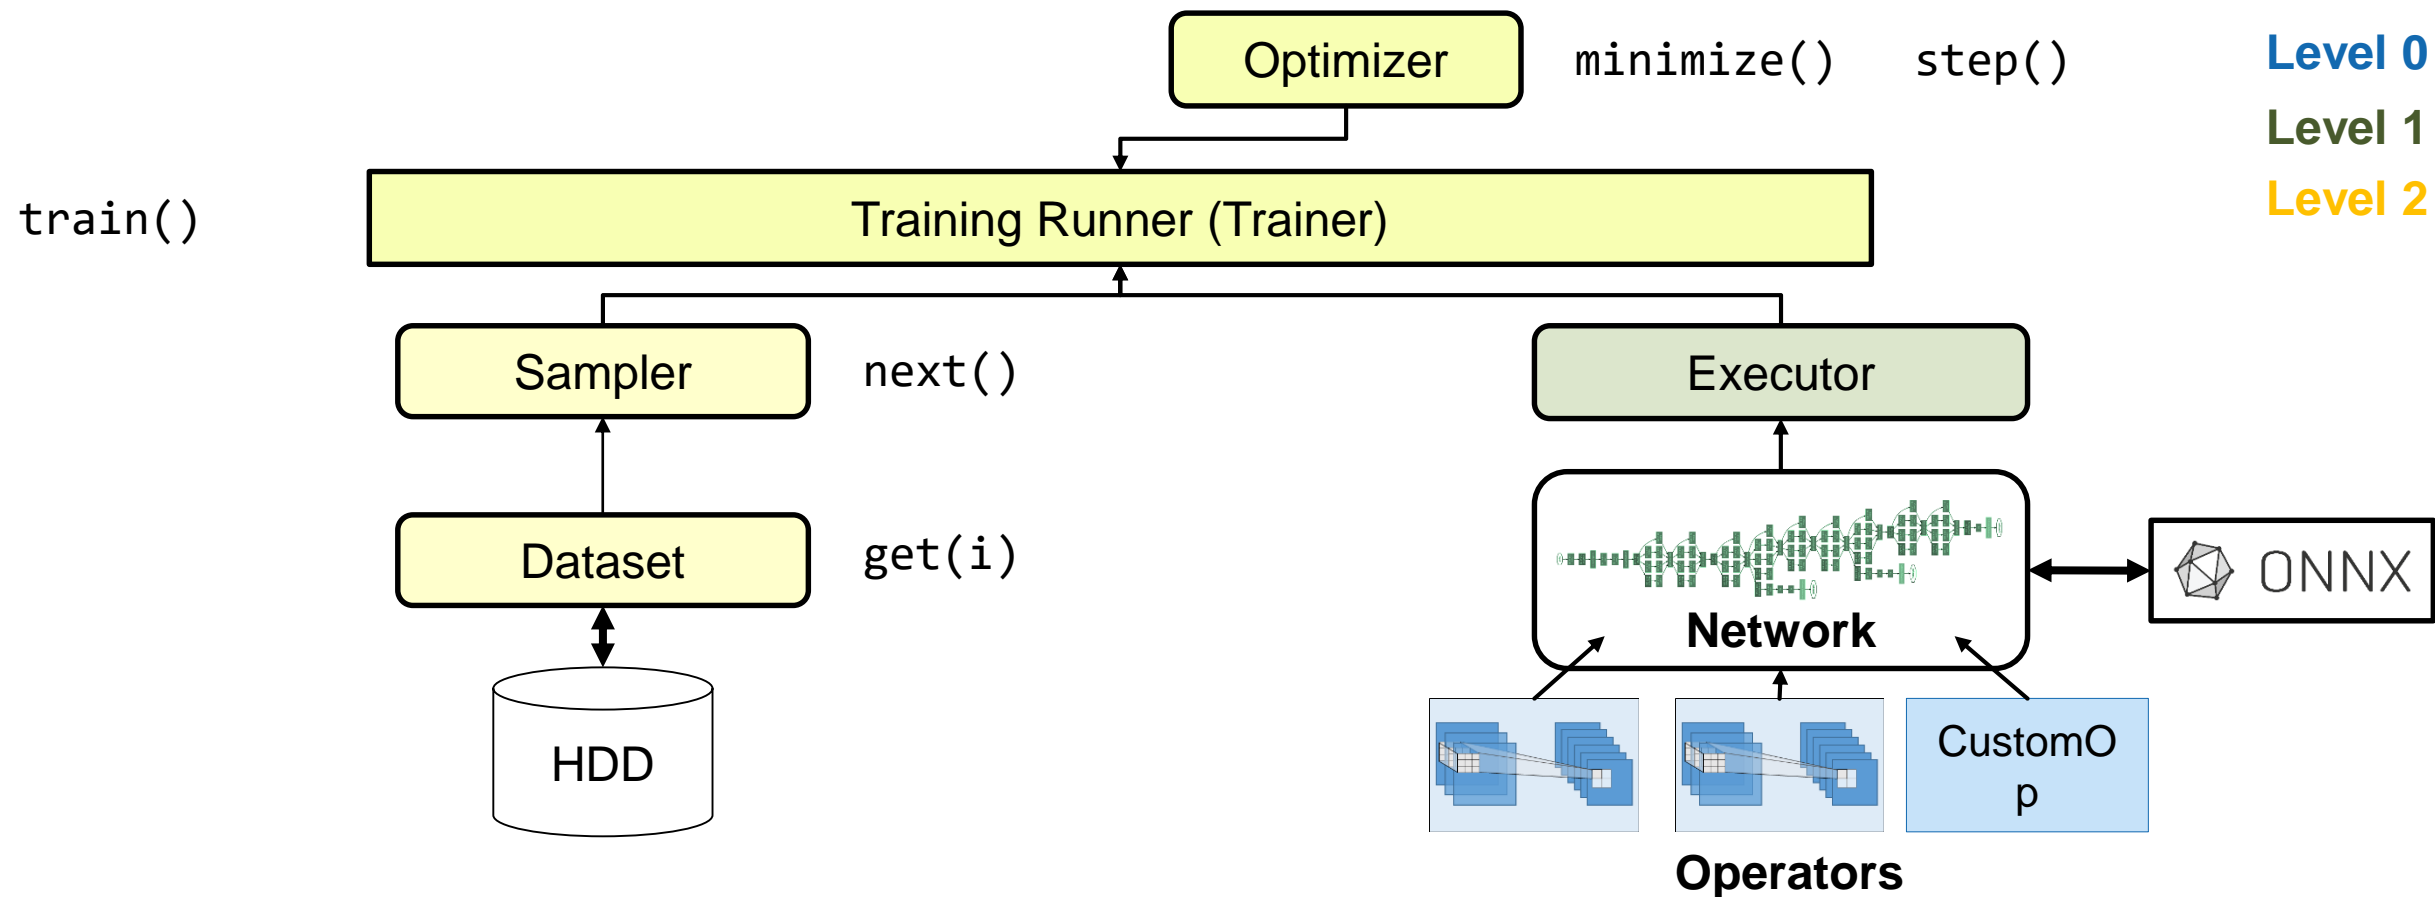 Optimizer
minimize()
step()
Level 0
Level 1
Level 2
train()
Training Runner (Trainer)
Sampler
next()
Executor
Dataset
get(i)
Network
ONNX
HDD
CustomO
p
Operators